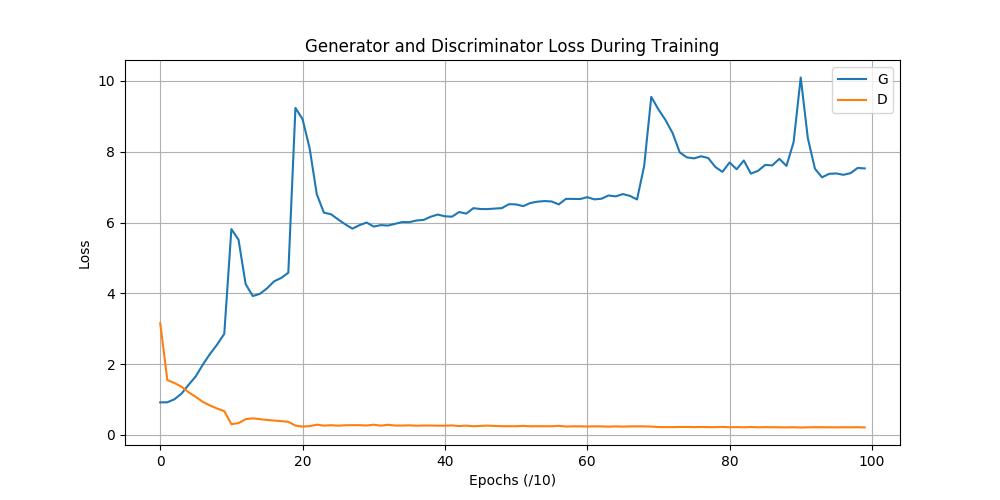 Generator and Discriminator Loss During Training
G
D
10
8
6
4
2
0
Loss
0 20 40 60 80 100
Epochs (/10)